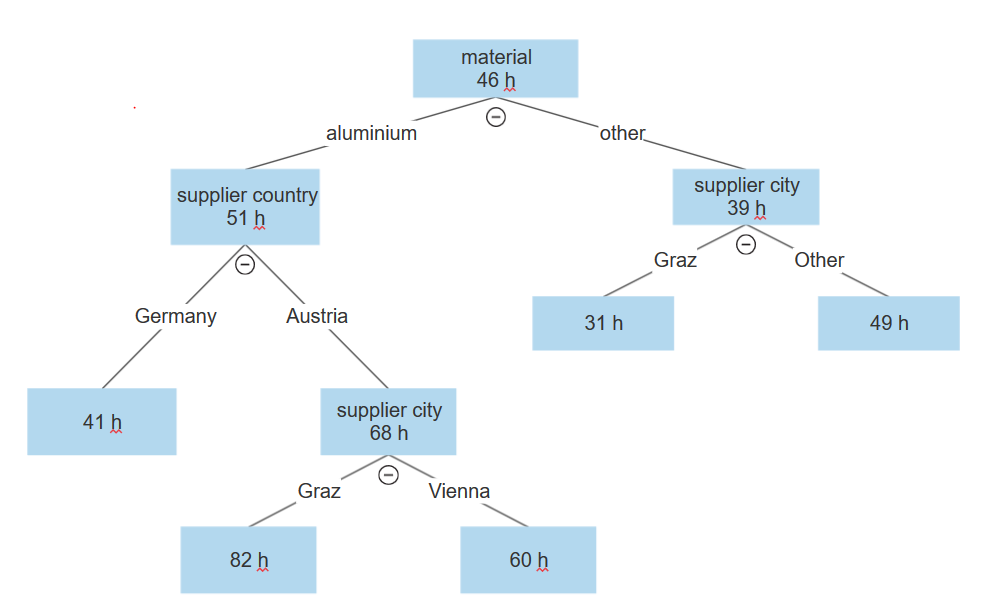 material
46 h
aluminium
other
supplier country
51 h
supplier city
39 h
Graz
Other
Germany
Austria
31 h
49 h
41 h
supplier city
68 h
Graz
Vienna
82 h
60 h